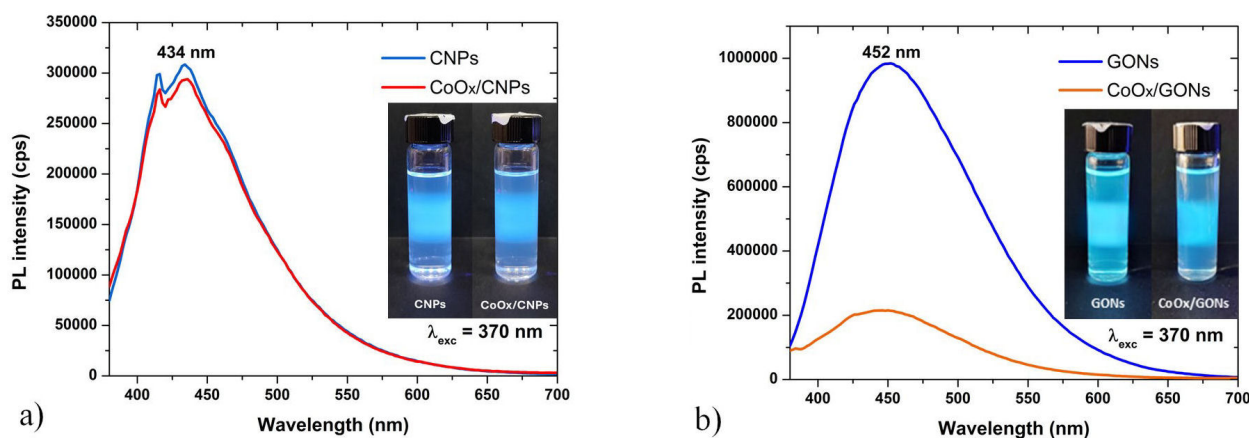 350000
300000
250000
200000
150000
100000
50000
0
PL intensity (cps)
434 nm
CNPs
CoOx/CNPs
CNPs
CoOx/CNPs
λexc = 370 nm
400 450 500 550 600 650 700
Wavelength (nm)
a)
1000000
800000
600000
400000
200000
0
PL intensity (cps)
452 nm
GONs
CoOx/GONs
GONs
CoOx/GONs
λexc = 370 nm
400 450 500 550 600 650 700
Wavelength (nm)
b)